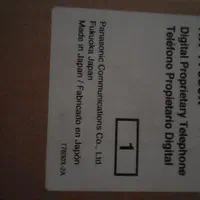 Digital Proprietary Telephone
Teléfono Propietario Digital
1
Panasonic Communications Co., Ltd.
Fukuoka Japan
Made in Japan / Fabricado en Japón